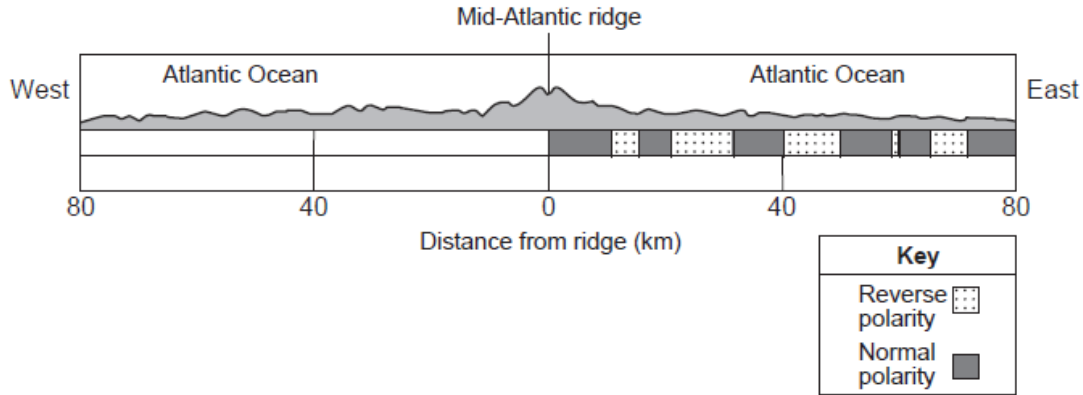 Mid-Atlantic ridge
West
Atlantic Ocean
Atlantic Ocean
East
80
40
0
40
80
Distance from ridge (km)
Key
Reverse
polarity
Normal
polarity